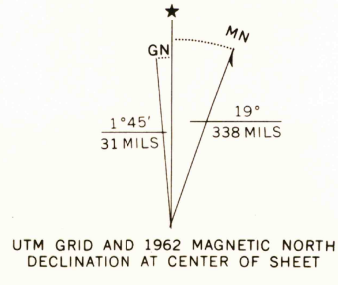 MN
GN
1°45'
31 MILS
19°
338 MILS
UTM GRID AND 1962 MAGNETIC NORTH
DECLINATION AT CENTER OF SHEET